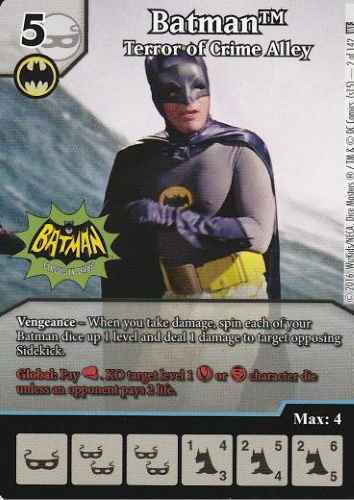 5
Batman™
Terror of Crime Alley
BATMAN
Vengeance – When you take damage, spin each of your
Batman dice up 1 level and deal 1 damage to target opposing
Sidekick.
Global: Pay . KO target level 1 or character die
unless an opponent pays 2 life.
Max: 4
1 4
3
2 5
4
2 6
5